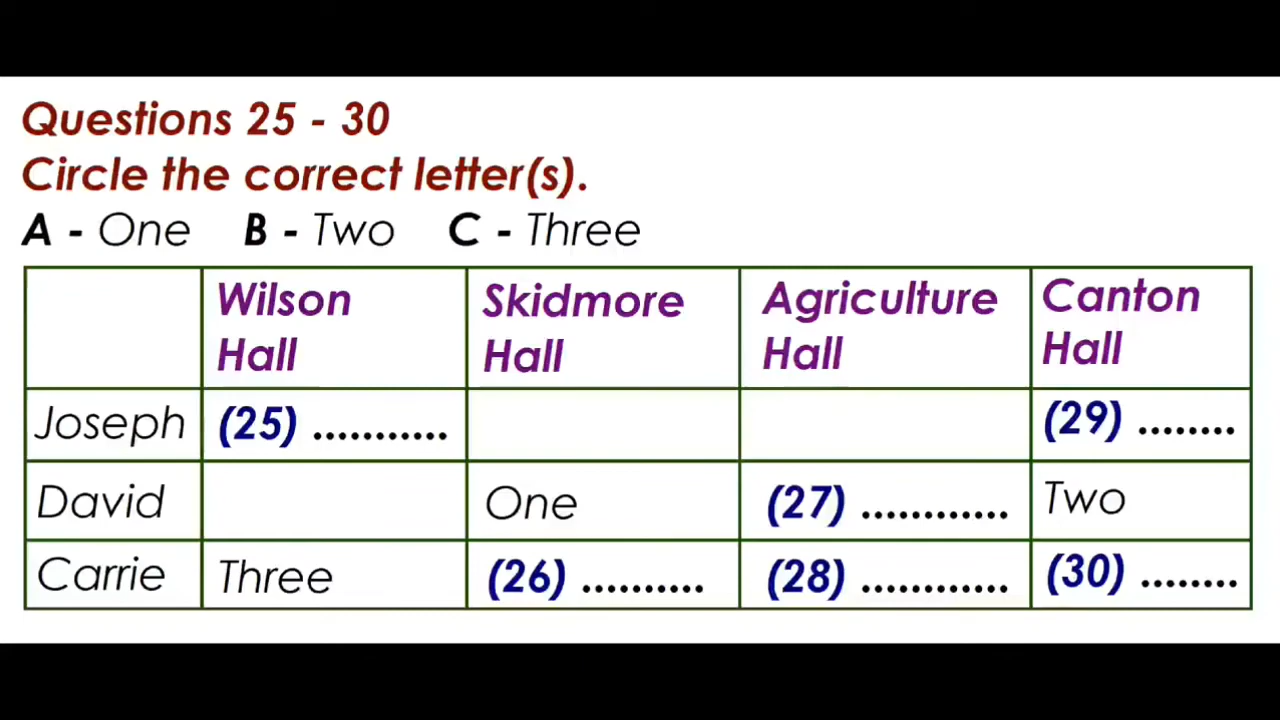 Questions 25 - 30
Circle the correct letter(s).
A - One B - Two C - Three
Wilson Hall Skidmore Hall Agriculture Hall Canton Hall
Joseph (25) ........... (29) ........
David One (27) ............ Two
Carrie Three (26) .......... (28) ............ (30) ........